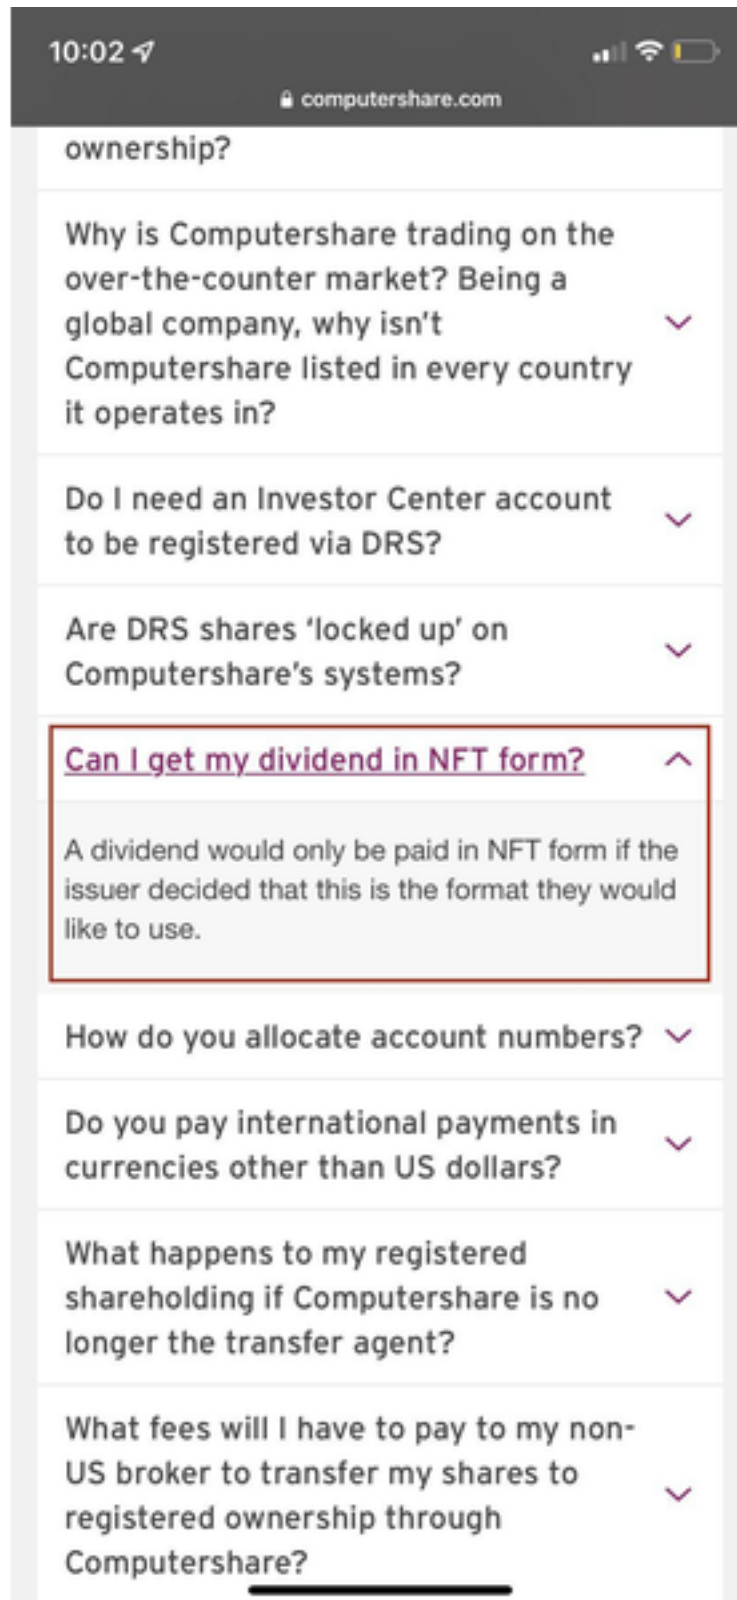 10:02
computershare.com
ownership?
Why is Computershare trading on the
over-the-counter market? Being a
global company, why isn't
Computershare listed in every country
it operates in?
Do I need an Investor Center account
to be registered via DRS?
Are DRS shares ‘locked up’ on
Computershare's systems?
Can I get my dividend in NFT form?
A dividend would only be paid in NFT form if the
issuer decided that this is the format they would
like to use.
How do you allocate account numbers?
Do you pay international payments in
currencies other than US dollars?
What happens to my registered
shareholding if Computershare is no
longer the transfer agent?
What fees will I have to pay to my non-
US broker to transfer my shares to
registered ownership through
Computershare?